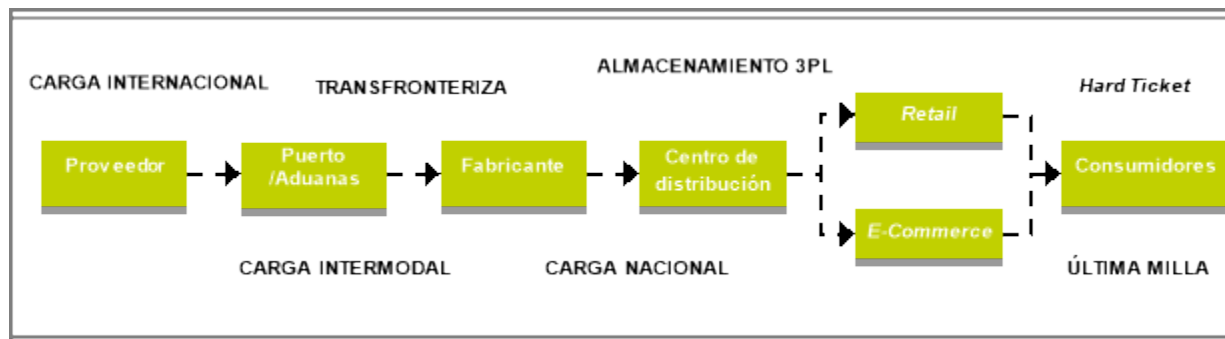 CARGA INTERNACIONAL
TRANSFRONTERIZA
ALMACENAMIENTO 3PL
Hard Ticket
Proveedor
Puerto
/Aduanas
Fabricante
Centro de
distribución
Retail
E-Commerce
Consumidores
CARGA INTERMODAL
CARGA NACIONAL
ÚLTIMA MILLA